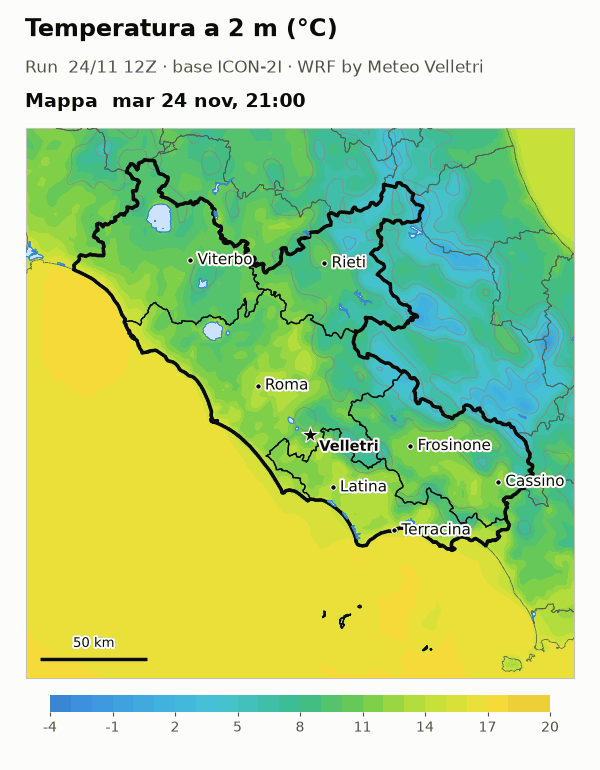 Temperatura a 2 m (°C)
Run  24/11 12Z · base ICON-2I · WRF by Meteo Velletri
Mappa  mar 24 nov, 21:00
Viterbo
Rieti
Roma
Velletri
Frosinone
Latina
Cassino
Terracina
50 km
-4 -1 2 5 8 11 14 17 20